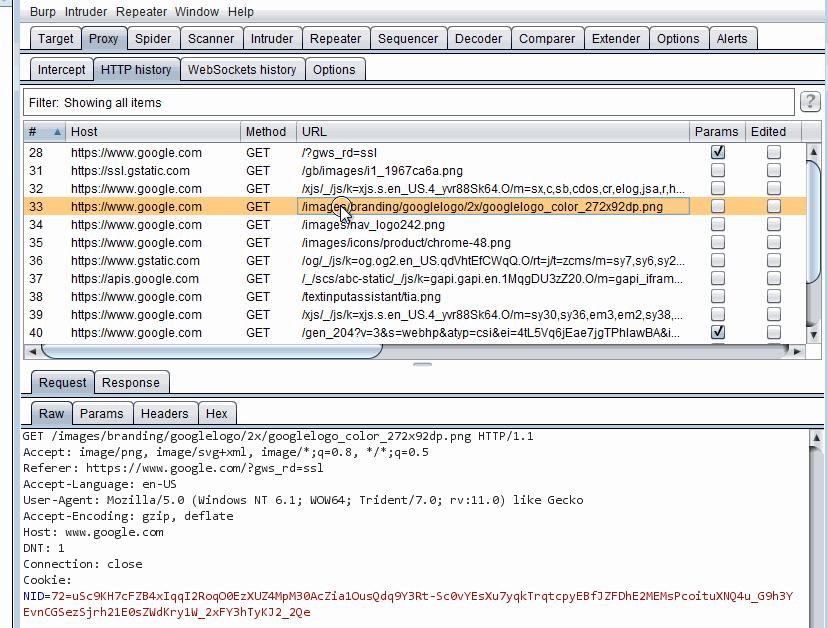 Burp Intruder Repeater Window Help
Target Proxy Spider Scanner Intruder Repeater Sequencer Decoder Comparer Extender Options Alerts
Intercept HTTP history WebSockets history Options
Filter: Showing all items ?
# Host Method URL Params Edited
28 https://www.google.com GET /?gws_rd=ssl
31 https://ssl.gstatic.com GET /gb/images/i1_1967ca6a.png
32 https://www.google.com GET /xjs/_/js/k=xjs.s.en_US.4_yvr88Sk64.O/m=sx,c,sb,cdos,cr,elog,jsa,r,h...
33 https://www.google.com GET /images/branding/googlelogo/2x/googlelogo_color_272x92dp.png
34 https://www.google.com GET /images/nav_logo242.png
35 https://www.google.com GET /images/icons/product/chrome-48.png
36 https://www.gstatic.com GET /og/_/js/k=og.og2.en_US.qdVhtEfCWqQ.O/rt=j/t=zcms/m=sy7,sy6,sy2...
37 https://apis.google.com GET /_/scs/abc-static/_/js/k=gapi.gapi.en.1MqgDU3zZ20.O/m=gapi_ifram...
38 https://www.google.com GET /textinputassistant/tia.png
39 https://www.google.com GET /xjs/_/js/k=xjs.s.en_US.4_yvr88Sk64.O/m=sy30,sy36,em3,em2,sy38,...
40 https://www.google.com GET /gen_204?v=3&s=webhp&atyp=csi&ei=4tL5Vq6jEae7jgTPhIawBA&i...
Request Response
Raw Params Headers Hex
GET /images/branding/googlelogo/2x/googlelogo_color_272x92dp.png HTTP/1.1
Accept: image/png, image/svg+xml, image/*;q=0.8, */*;q=0.5
Referer: https://www.google.com/?gws_rd=ssl
Accept-Language: en-US
User-Agent: Mozilla/5.0 (Windows NT 6.1; WOW64; Trident/7.0; rv:11.0) like Gecko
Accept-Encoding: gzip, deflate
Host: www.google.com
DNT: 1
Connection: close
Cookie:
NID=72=uSc9KH7cFZB4xIqqI2RoqO0EzXUZ4MpM30AcZia1OusQdq9Y3Rt-Sc0vYEsXu7yqkTrqtcpyEBfJZFDhE2MEMsPcoituXNQ4u_G9h3Y
EvnCGSezSjrh21E0sZWdKry1W_2xFY3hTyKJ2_2Qe